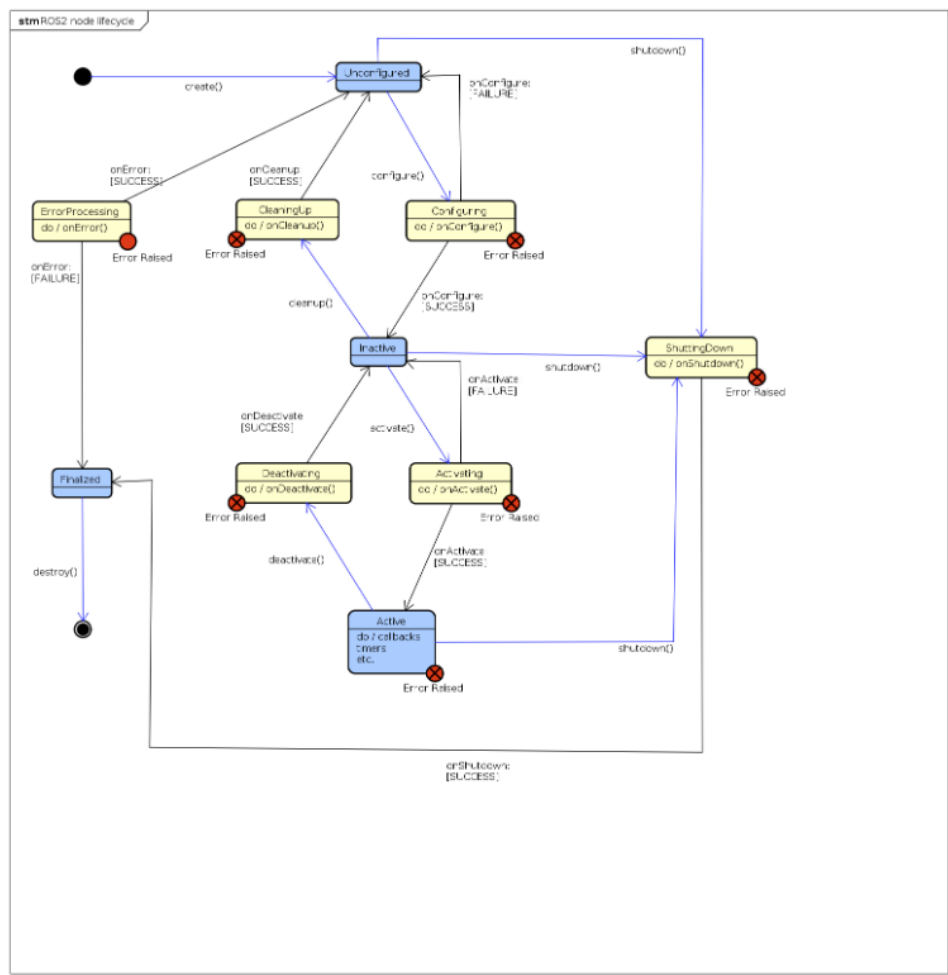 stm ROS2 node lifecycle
shutdown()
Unconfigured
create()
onConfigure:
[FAILURE]
onError:
[SUCCESS]
onCleanup
[SUCCESS]
configure()
ErrorProcessing
do / onError()
CleaningUp
do / onCleanup()
Configuring
do / onConfigure()
Error Raised
Error Raised
Error Raised
onError:
[FAILURE]
cleanup()
onConfigure:
[SUCCESS]
Inactive
ShuttingDown
do / onShutdown()
shutdown()
Error Raised
onActivate
[FAILURE]
onDeactivate
[SUCCESS]
activate()
Finalized
Deactivating
do / onDeactivate()
Activating
do / onActivate()
Error Raised
Error Raised
onActivate
[SUCCESS]
deactivate()
destroy()
Active
do / callbacks
timers
etc.
shutdown()
Error Raised
onShutdown:
[SUCCESS]